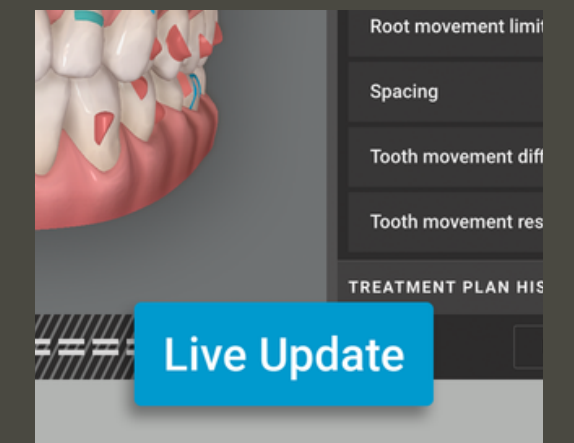 Root movement limit
Spacing
Tooth movement diff
Tooth movement res
TREATMENT PLAN HIS
Live Update